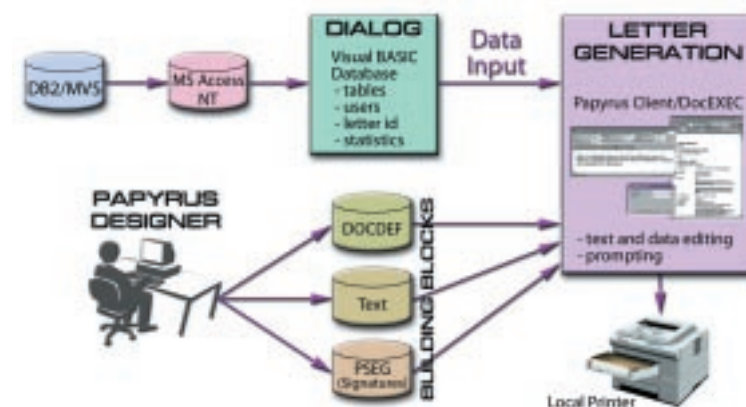 DIALOG
Visual BASIC
Database
- tables
- users
- letter id
- statistics
DB2/MVS
MS Access
NT
Data
Input
LETTER
GENERATION
Papyrus Client/DocEXEC
- text and data editing
- prompting
PAPYRUS
DESIGNER
DOCDEF
Text
PSEG
(Signatures)
BUILDING BLOCKS
Local Printer